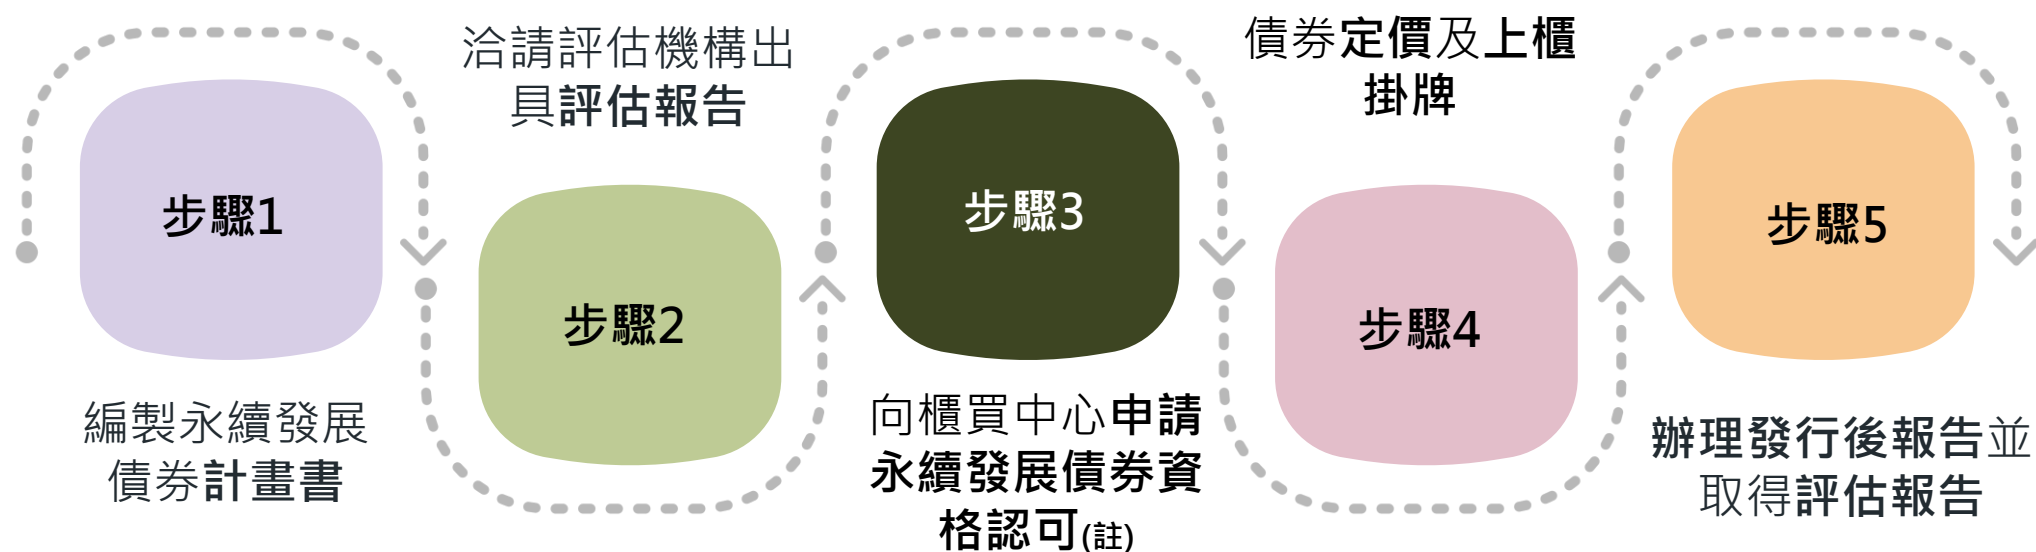 步驟1
編製永續發展
債券計畫書
洽請評估機構出
具評估報告
步驟2
步驟3
向櫃買中心申請
永續發展債券資
格認可(註)
債券定價及上櫃
掛牌
步驟4
步驟5
辦理發行後報告並
取得評估報告